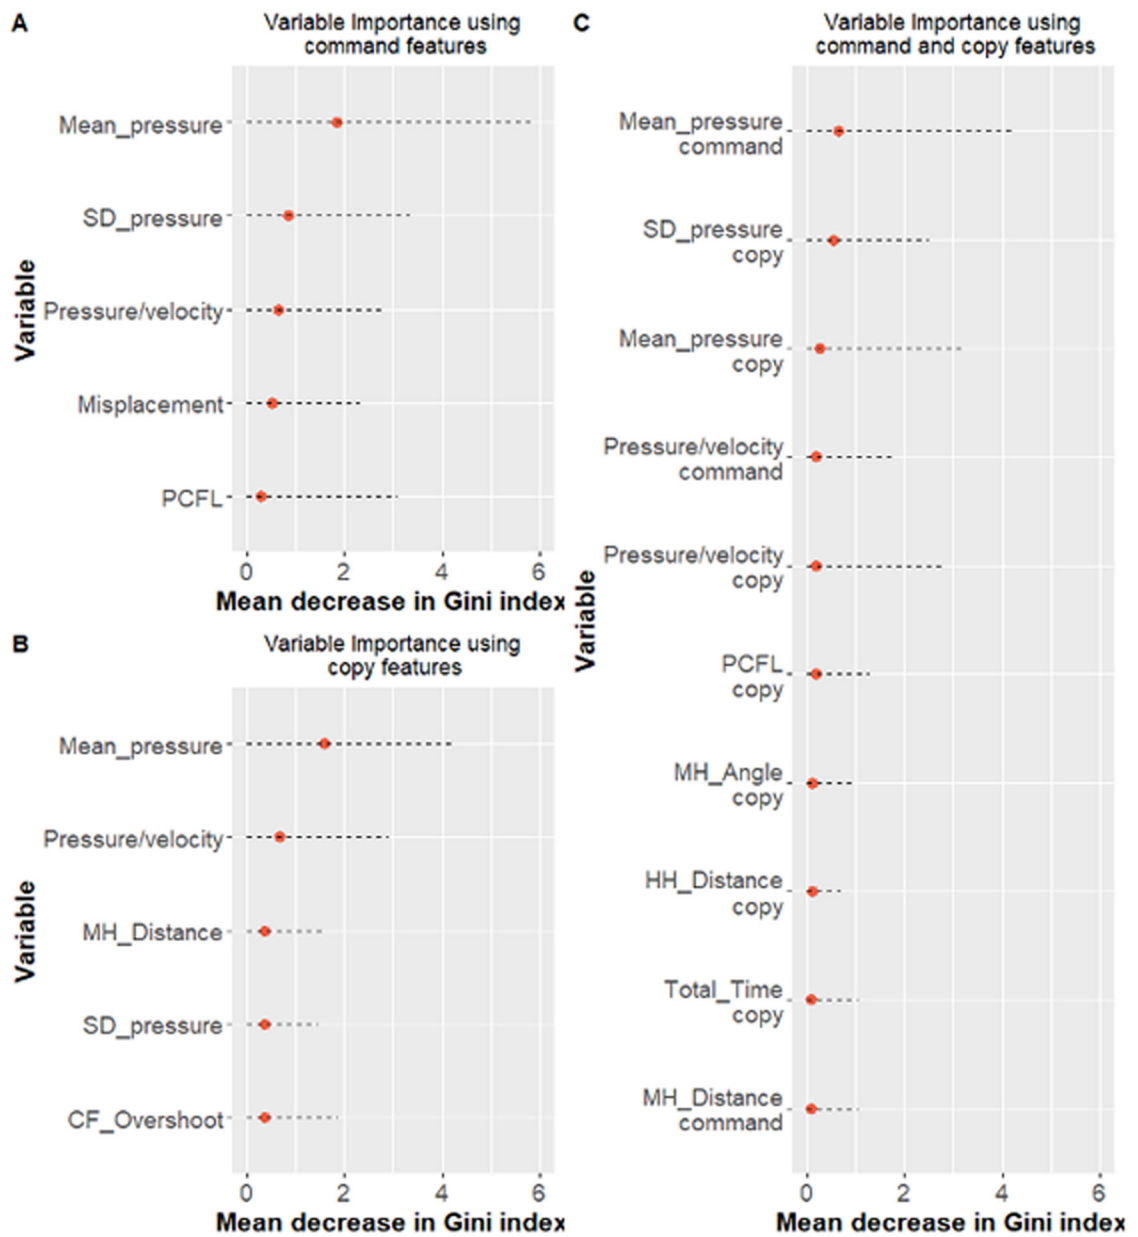 A
Variable Importance using
command features
Variable
Mean_pressure
SD_pressure
Pressure/velocity
Misplacement
PCFL
0 2 4 6
Mean decrease in Gini index
B
Variable Importance using
copy features
Variable
Mean_pressure
Pressure/velocity
MH_Distance
SD_pressure
CF_Overshoot
0 2 4 6
Mean decrease in Gini index
C
Variable Importance using
command and copy features
Variable
Mean_pressure
command
SD_pressure
copy
Mean_pressure
copy
Pressure/velocity
command
Pressure/velocity
copy
PCFL
copy
MH_Angle
copy
HH_Distance
copy
Total_Time
copy
MH_Distance
command
0 2 4 6
Mean decrease in Gini index